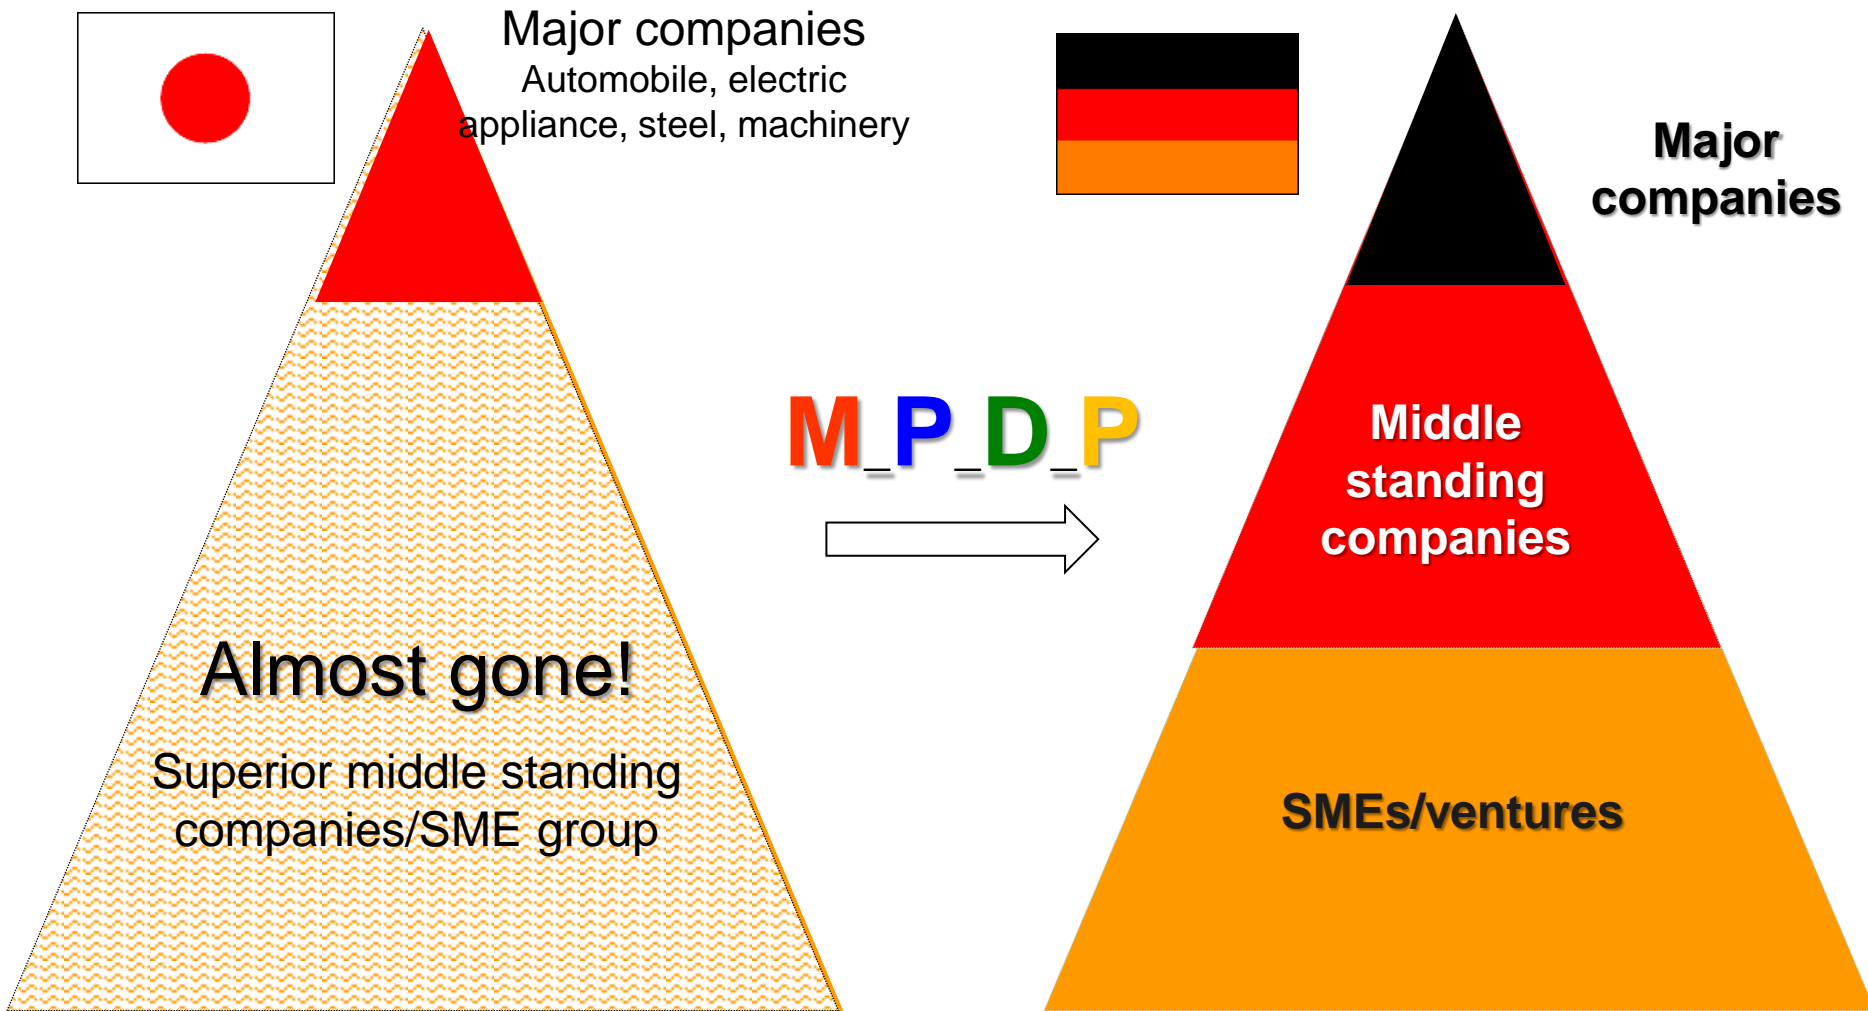 Major companies
Automobile, electric
appliance, steel, machinery
Almost gone!
Superior middle standing
companies/SME group
M_P_D_P
Major
companies
Middle
standing
companies
SMEs/ventures